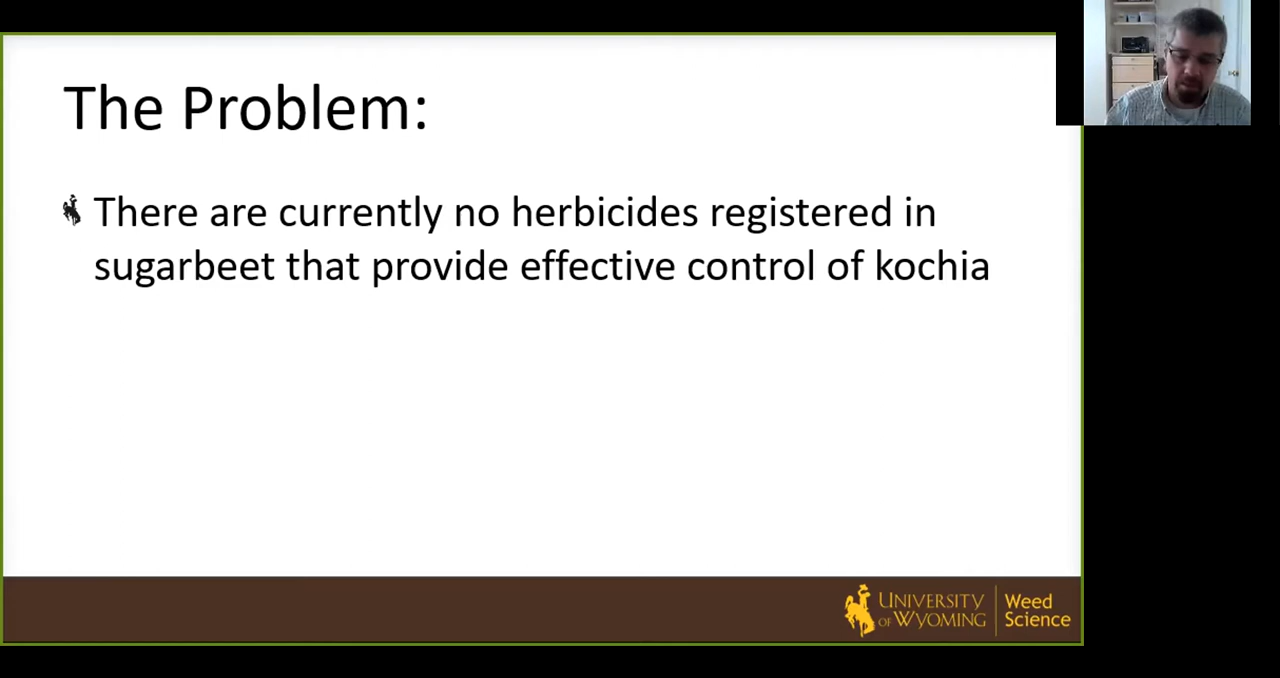 The Problem:
There are currently no herbicides registered in
sugarbeet that provide effective control of kochia
UNIVERSITY
OF WYOMING
Weed
Science